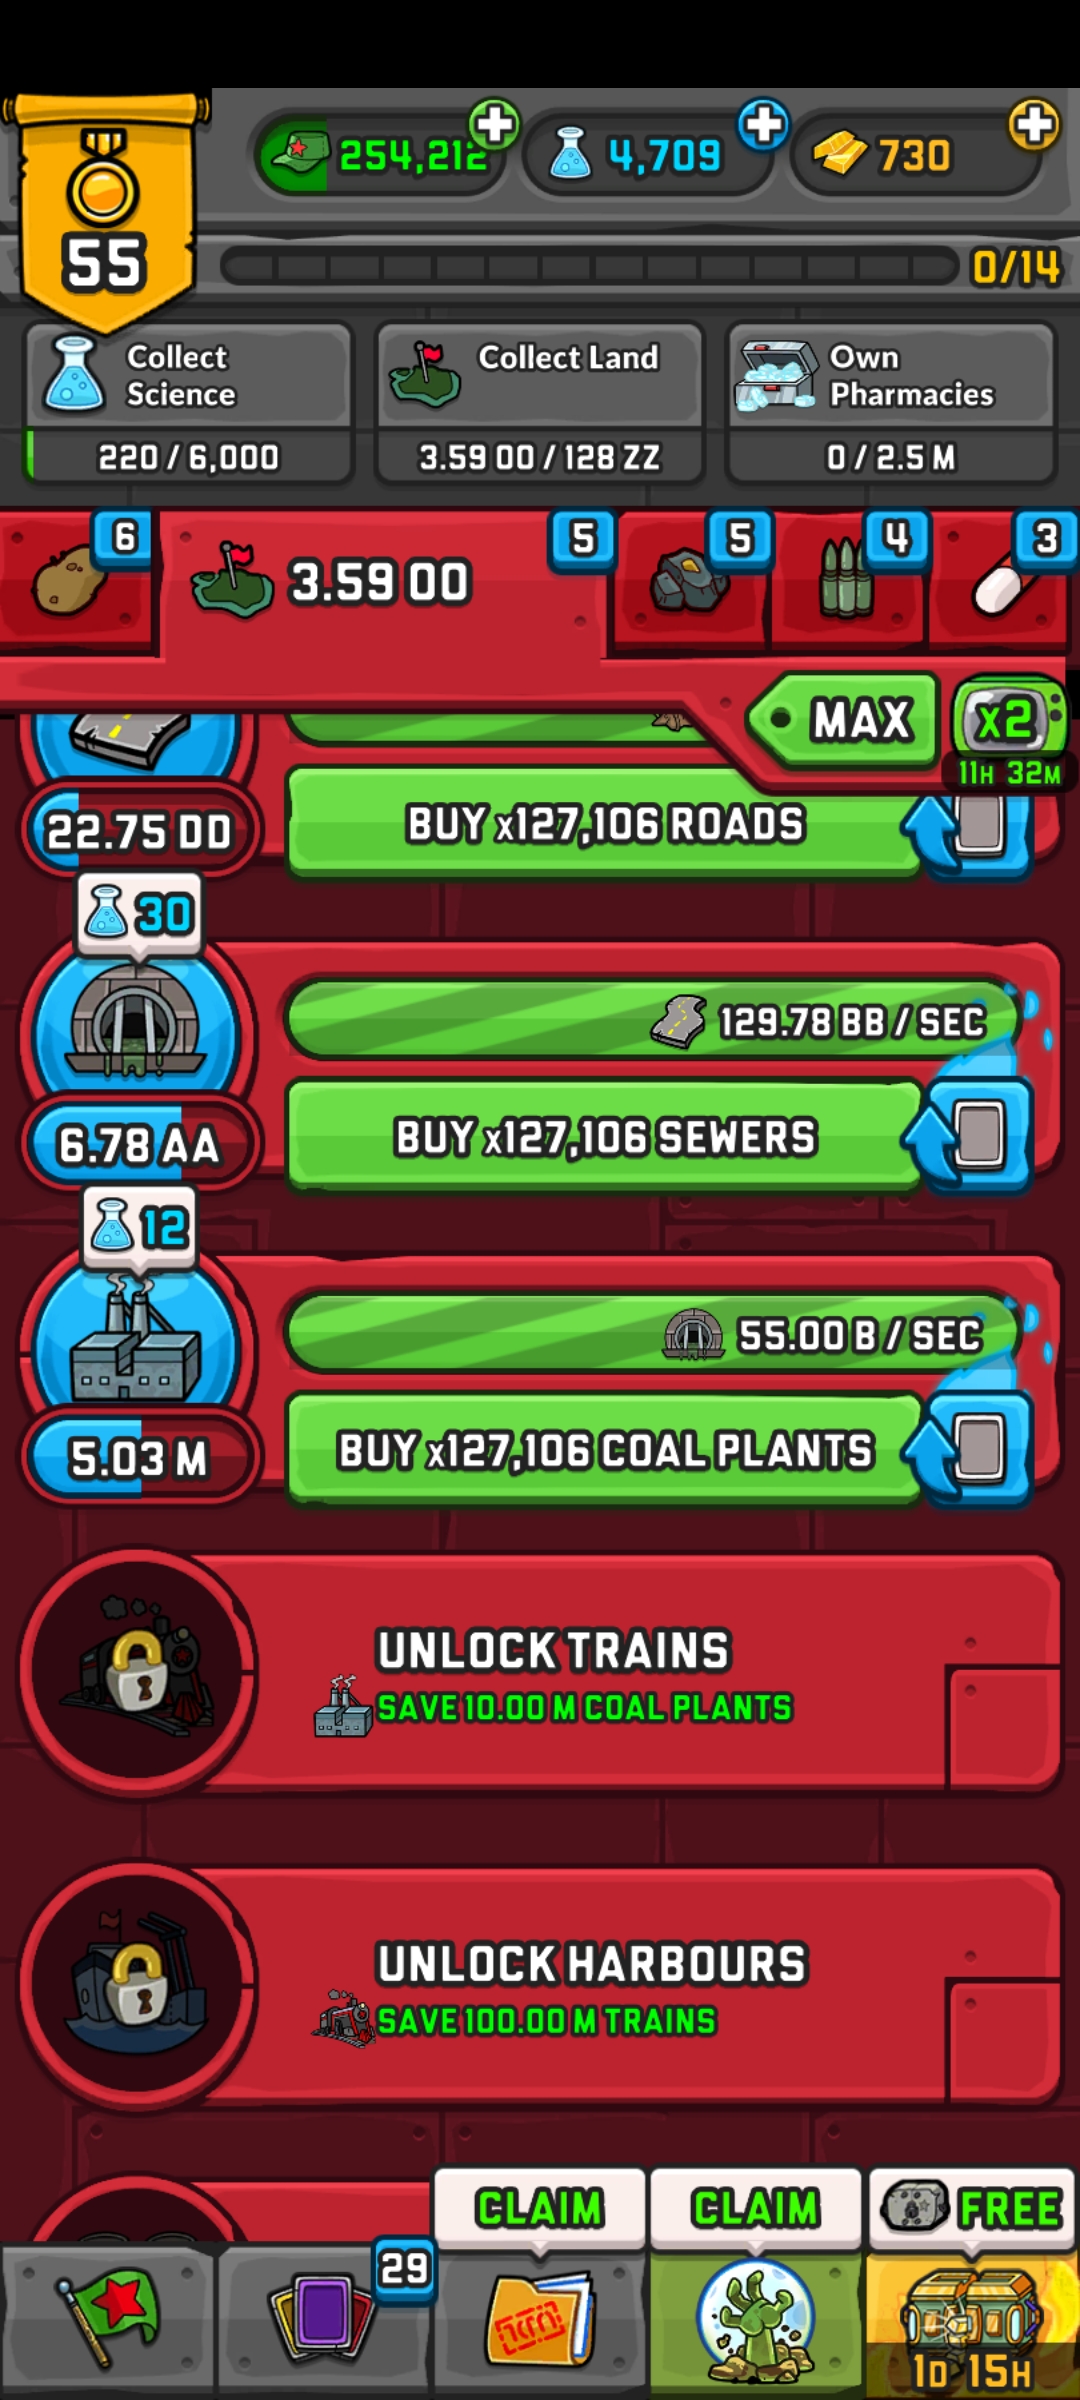 254,212
4,709
730
55
0/14
Collect
Science
220 / 6,000
Collect Land
3.59 OO / 128 ZZ
Own
Pharmacies
0 / 2.5 M
6
3.59 OO
5
5
4
3
MAX
x2
11H 32M
22.75 DD
BUY x127,106 ROADS
30
129.78 BB / SEC
6.78 AA
BUY x127,106 SEWERS
12
55.00 B / SEC
5.03 M
BUY x127,106 COAL PLANTS
UNLOCK TRAINS
SAVE 10.00 M COAL PLANTS
UNLOCK HARBOURS
SAVE 100.00 M TRAINS
CLAIM
CLAIM
FREE
29
1D 15H